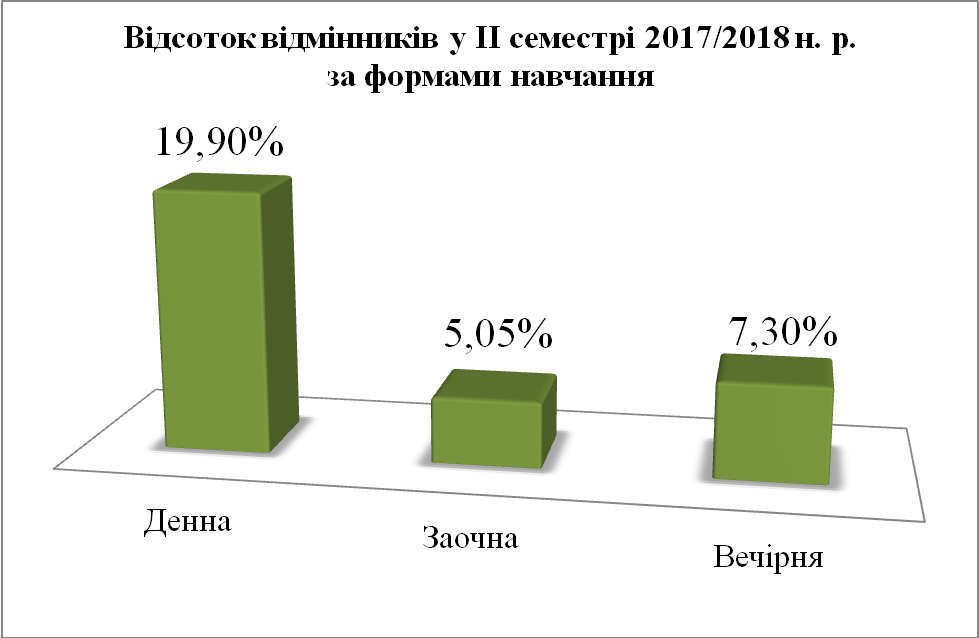 Відсоток відмінників у ІІ семестрі 2017/2018 н. р.
за формами навчання
19,90%
5,05%
7,30%
Денна
Заочна
Вечірня